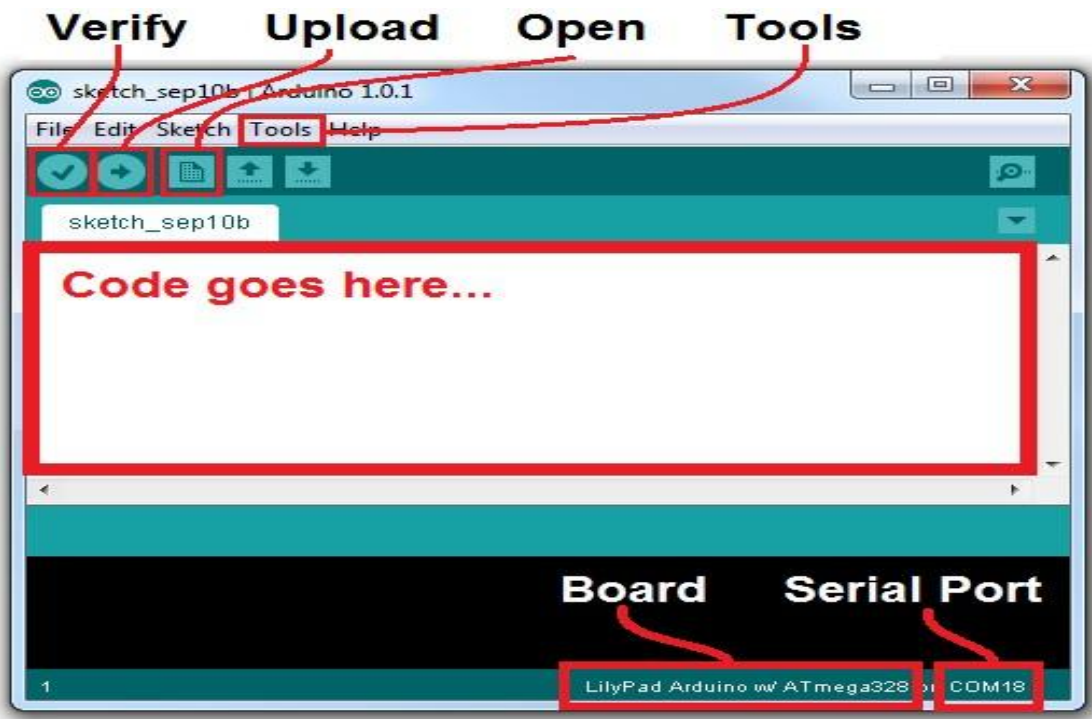 Verify Upload Open Tools
sketch_sep10b | Arduino 1.0.1
File Edit Sketch Tools Help
sketch_sep10b
Code goes here...
Board Serial Port
1 LilyPad Arduino w/ ATmega328 on COM18